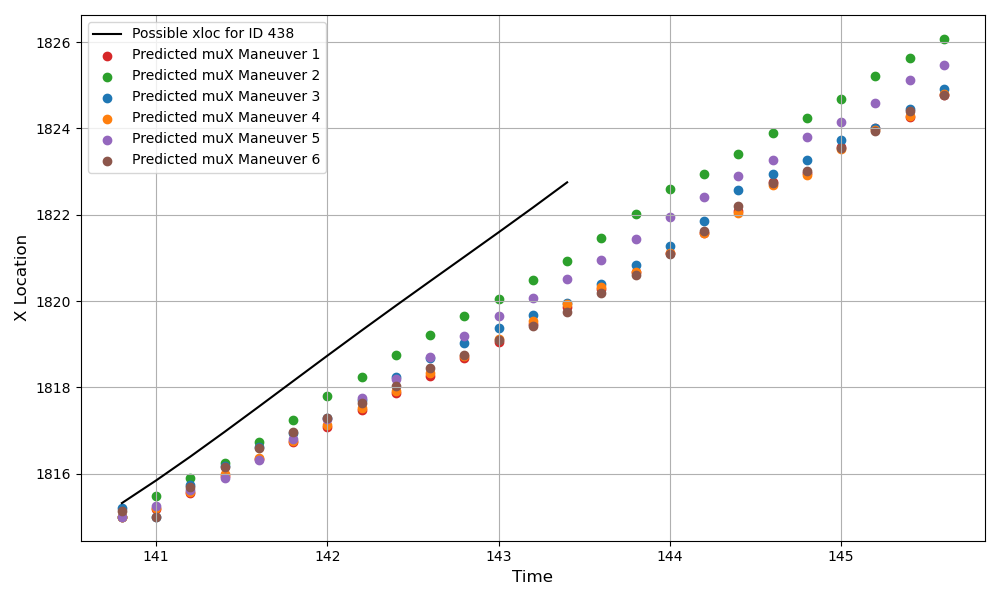 Possible xloc for ID 438
Predicted muX Maneuver 1
Predicted muX Maneuver 2
Predicted muX Maneuver 3
Predicted muX Maneuver 4
Predicted muX Maneuver 5
Predicted muX Maneuver 6
1826
1824
1822
1820
1818
1816
X Location
141 142 143 144 145
Time